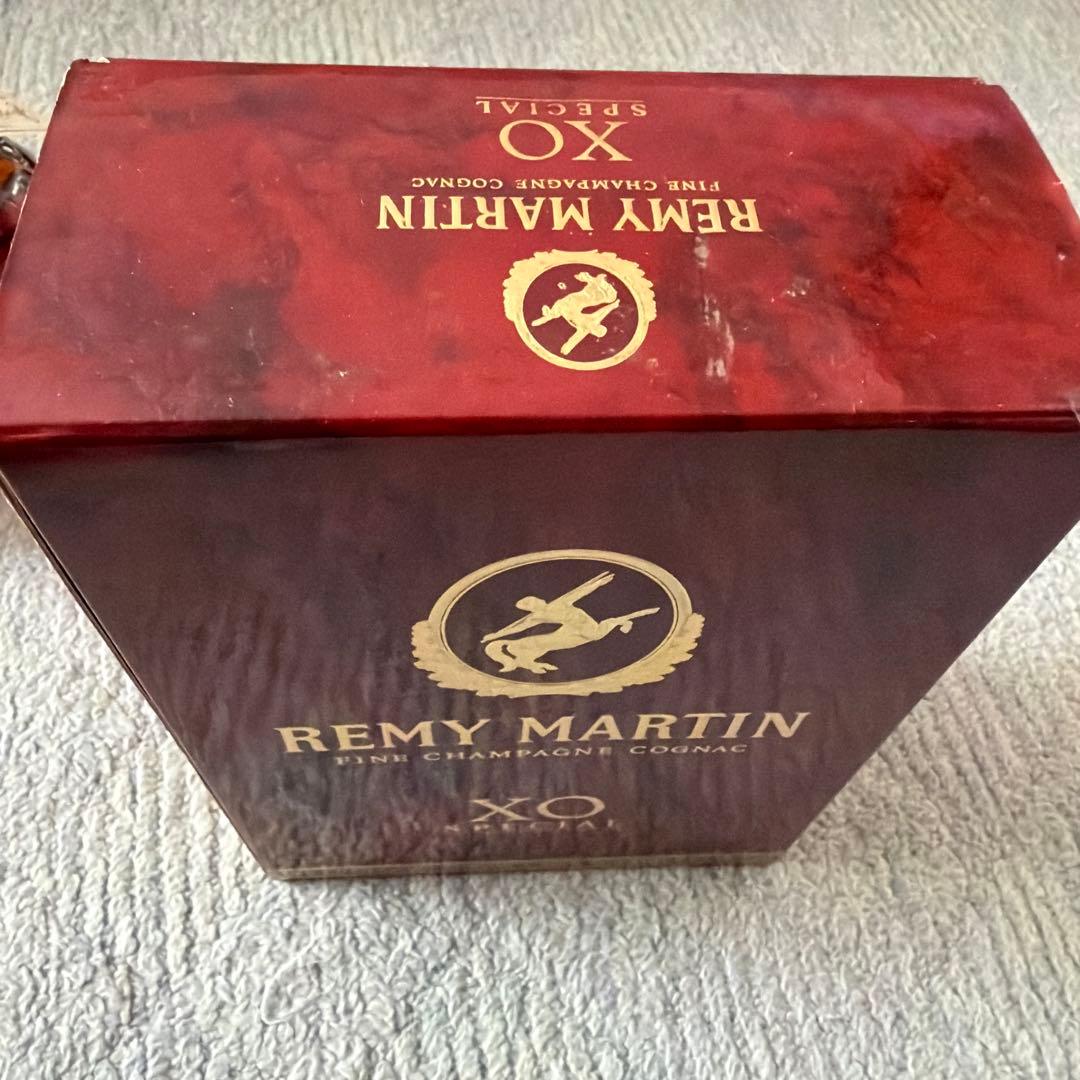 REMY MARTIN
FINE CHAMPAGNE COGNAC
XO
SPECIAL
REMY MARTIN
FINE CHAMPAGNE COGNAC
XO
SPECIAL